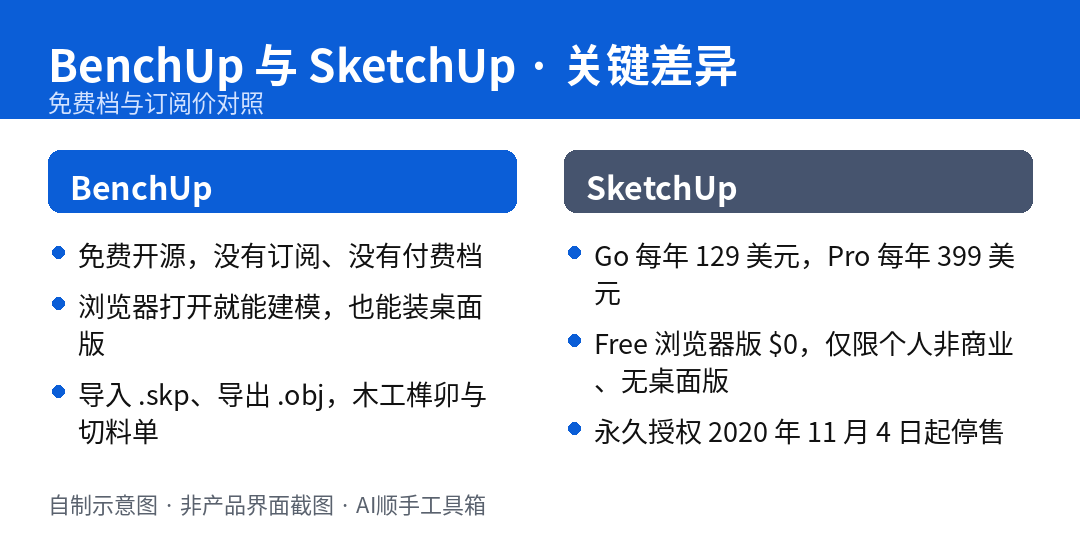 BenchUp 与 SketchUp · 关键差异
免费档与订阅价对照
BenchUp
免费开源，没有订阅、没有付费档
浏览器打开就能建模，也能装桌面
版
导入 .skp、导出 .obj，木工榫卯与
切料单
SketchUp
Go 每年 129 美元，Pro 每年 399 美
元
Free 浏览器版 $0，仅限个人非商业
、无桌面版
永久授权 2020 年 11 月 4 日起停售
自制示意图 · 非产品界面截图 · AI顺手工具箱